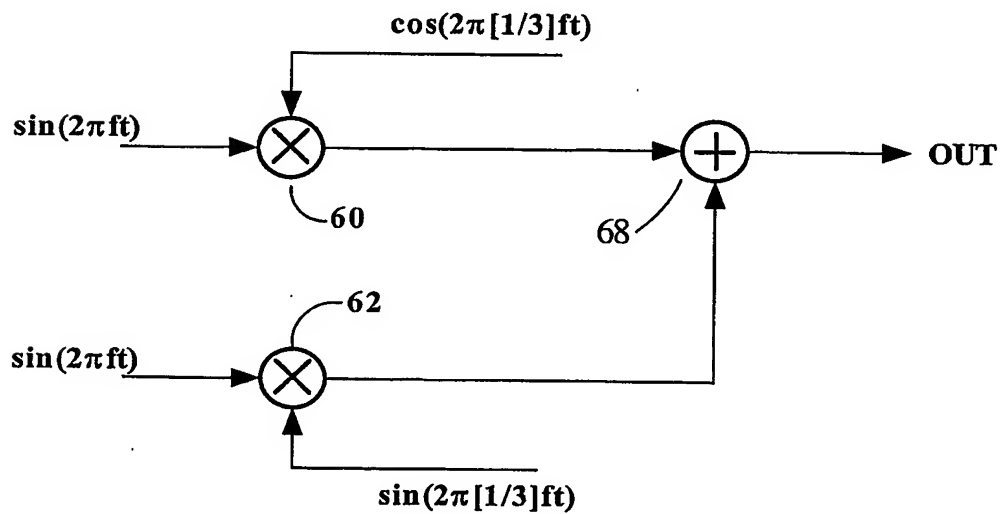 cos(2π[1/3]ft)
sin(2πft)
60
OUT
68
62
sin(2πft)
sin(2π[1/3]ft)